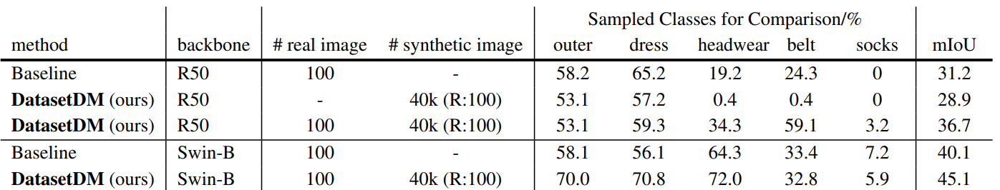 Sampled Classes for Comparison/%
method backbone # real image # synthetic image outer dress headwear belt socks mIoU
Baseline R50 100 - 58.2 65.2 19.2 24.3 0 31.2
DatasetDM (ours) R50 - 40k (R:100) 53.1 57.2 0.4 0.4 0 28.9
DatasetDM (ours) R50 100 40k (R:100) 53.1 59.3 34.3 59.1 3.2 36.7
Baseline Swin-B 100 - 58.1 56.1 64.3 33.4 7.2 40.1
DatasetDM (ours) Swin-B 100 40k (R:100) 70.0 70.8 72.0 32.8 5.9 45.1